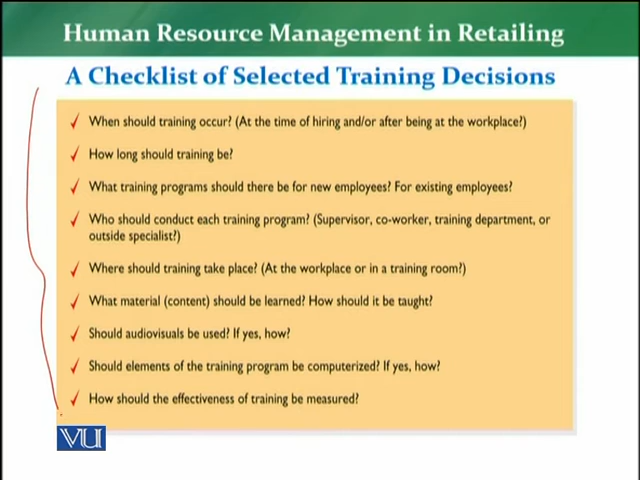 Human Resource Management in Retailing
A Checklist of Selected Training Decisions
When should training occur? (At the time of hiring and/or after being at the workplace?)
How long should training be?
What training programs should there be for new employees? For existing employees?
Who should conduct each training program? (Supervisor, co-worker, training department, or
outside specialist?)
Where should training take place? (At the workplace or in a training room?)
What material (content) should be learned? How should it be taught?
Should audiovisuals be used? If yes, how?
Should elements of the training program be computerized? If yes, how?
How should the effectiveness of training be measured?
VU